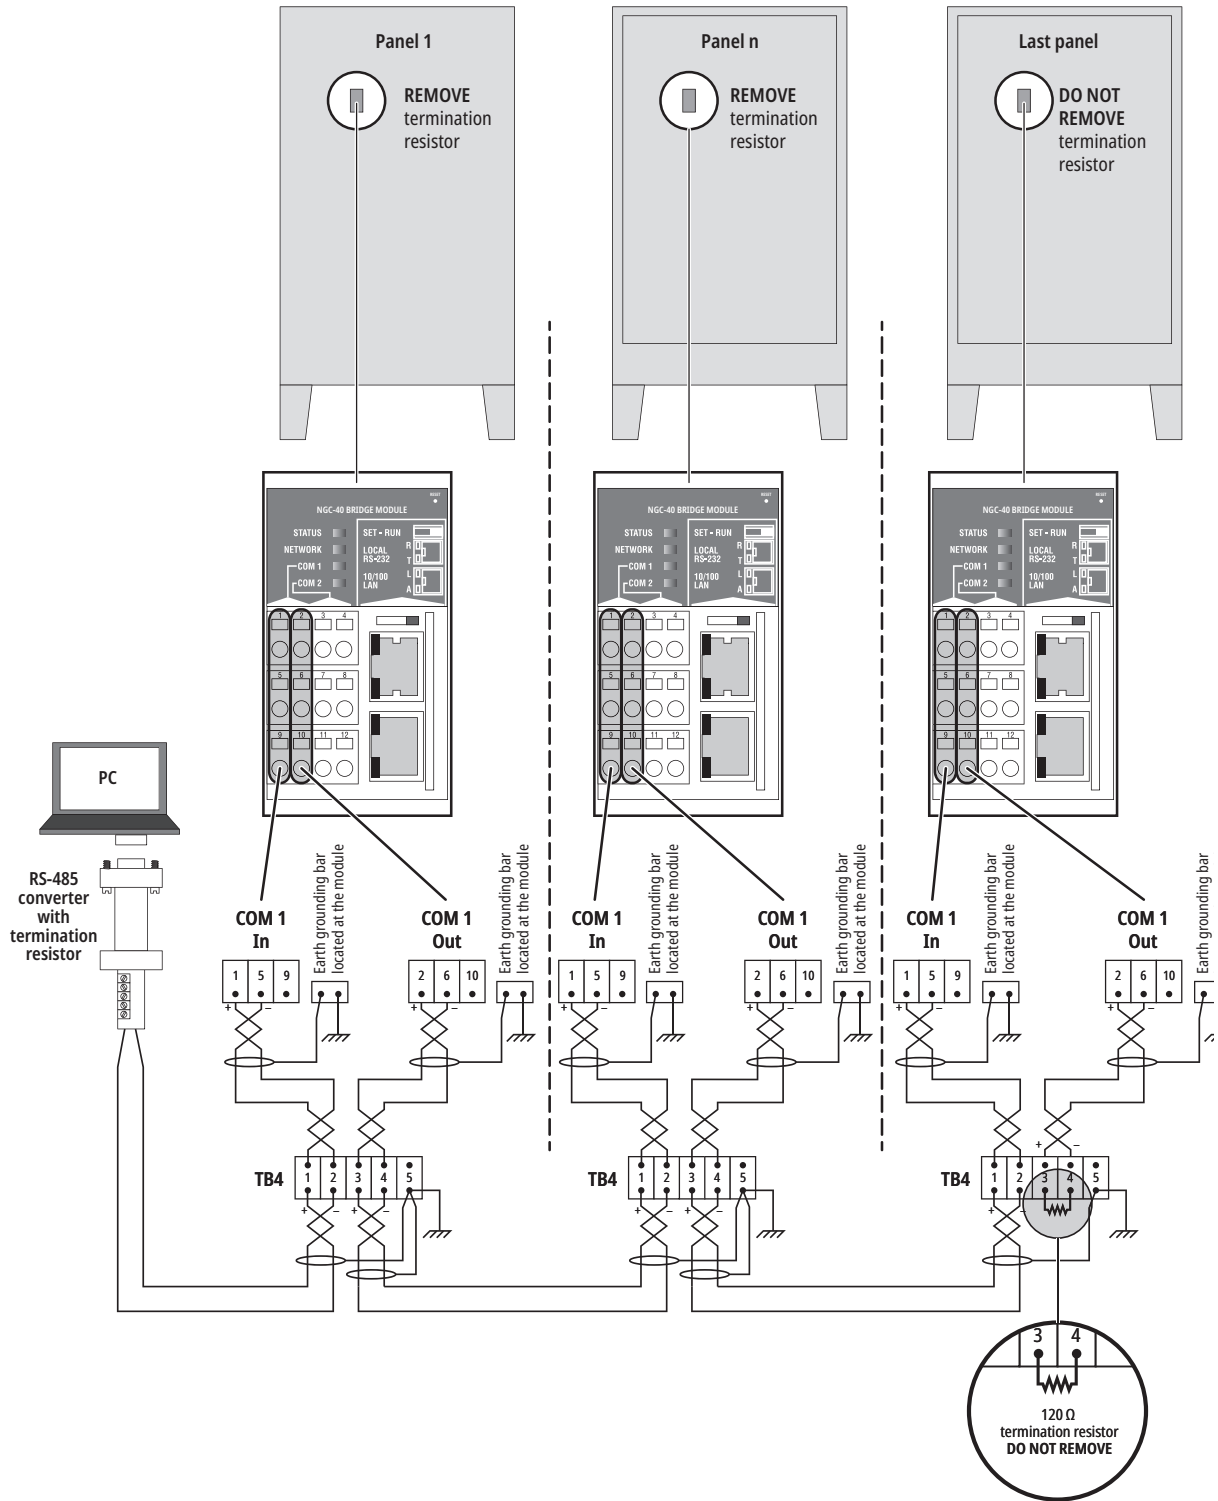 Panel 1
REMOVE
termination
resistor
Panel n
REMOVE
termination
resistor
Last panel
DO NOT
REMOVE
termination
resistor
RESET
NGC-40 BRIDGE MODULE
STATUS
NETWORK
COM 1
COM 2
SET - RUN
LOCAL
RS-232
10/100
LAN
R
T
L
A
1 2 3 4
5 6 7 8
9 10 11 12
RESET
NGC-40 BRIDGE MODULE
STATUS
NETWORK
COM 1
COM 2
SET - RUN
LOCAL
RS-232
10/100
LAN
R
T
L
A
1 2 3 4
5 6 7 8
9 10 11 12
RESET
NGC-40 BRIDGE MODULE
STATUS
NETWORK
COM 1
COM 2
SET - RUN
LOCAL
RS-232
10/100
LAN
R
T
L
A
1 2 3 4
5 6 7 8
9 10 11 12
PC
RS-485
converter
with
termination
resistor
COM 1
In
1 5 9
+ –
Earth grounding bar
located at the module
COM 1
Out
2 6 10
+ –
Earth grounding bar
located at the module
COM 1
In
1 5 9
+ –
Earth grounding bar
located at the module
COM 1
Out
2 6 10
+ –
Earth grounding bar
located at the module
COM 1
In
1 5 9
+ –
Earth grounding bar
located at the module
COM 1
Out
2 6 10
+ –
Earth grounding bar
TB4
1 2 3 4 5
+ – + –
TB4
1 2 3 4 5
+ – + –
+ –
TB4
1 2 3 4 5
+ –
3 4
120 Ω
termination resistor
DO NOT REMOVE